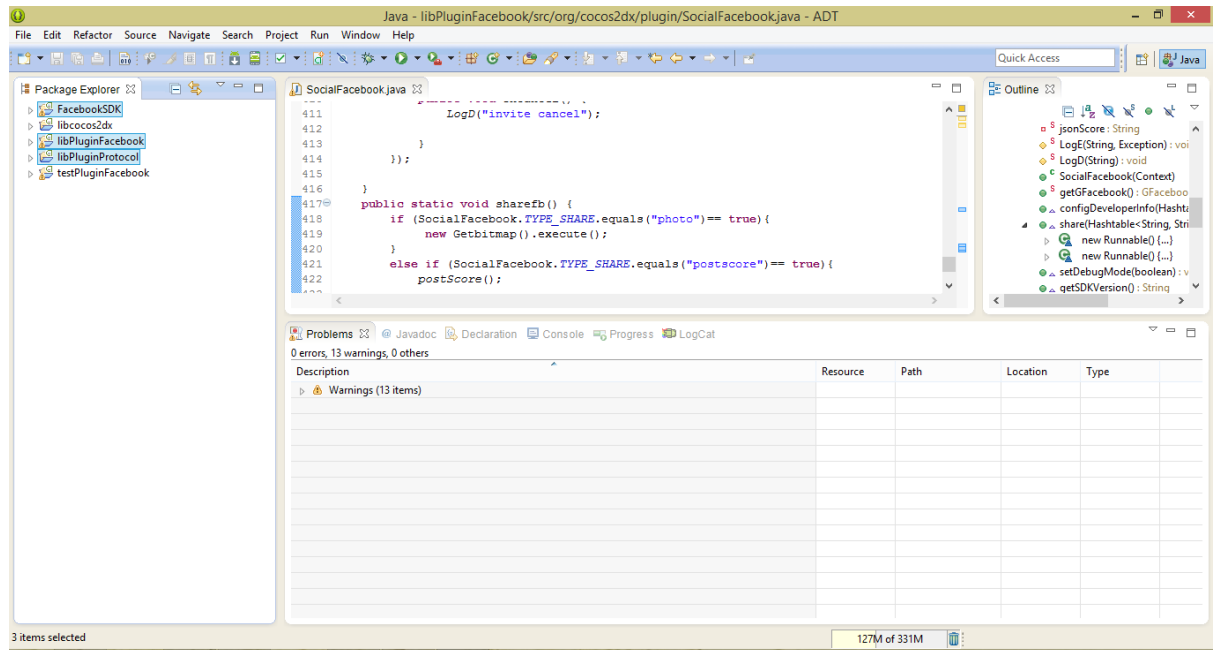 Java - libPluginFacebook/src/org/cocos2dx/plugin/SocialFacebook.java - ADT
File Edit Refactor Source Navigate Search Project Run Window Help
Quick Access
Java
Package Explorer
FacebookSDK
libcocos2dx
libPluginFacebook
libPluginProtocol
testPluginFacebook
SocialFacebook.java
411 LogD("invite cancel");
412
413 }
414 });
415
416 }
417 public static void sharefb() {
418 if (SocialFacebook.TYPE_SHARE.equals("photo")== true){
419 new Getbitmap().execute();
420 }
421 else if (SocialFacebook.TYPE_SHARE.equals("postscore")== true){
422 postScore();
Outline
jsonScore : String
LogE(String, Exception) : voi
LogD(String) : void
SocialFacebook(Context)
getGFacebook() : GFaceboo
configDeveloperInfo(Hashta
share(Hashtable<String, Stri
new Runnable() {...}
new Runnable() {...}
setDebugMode(boolean) : v
getSDKVersion() : String
Problems @ Javadoc Declaration Console Progress LogCat
0 errors, 13 warnings, 0 others
Description Resource Path Location Type
Warnings (13 items)
3 items selected
127M of 331M